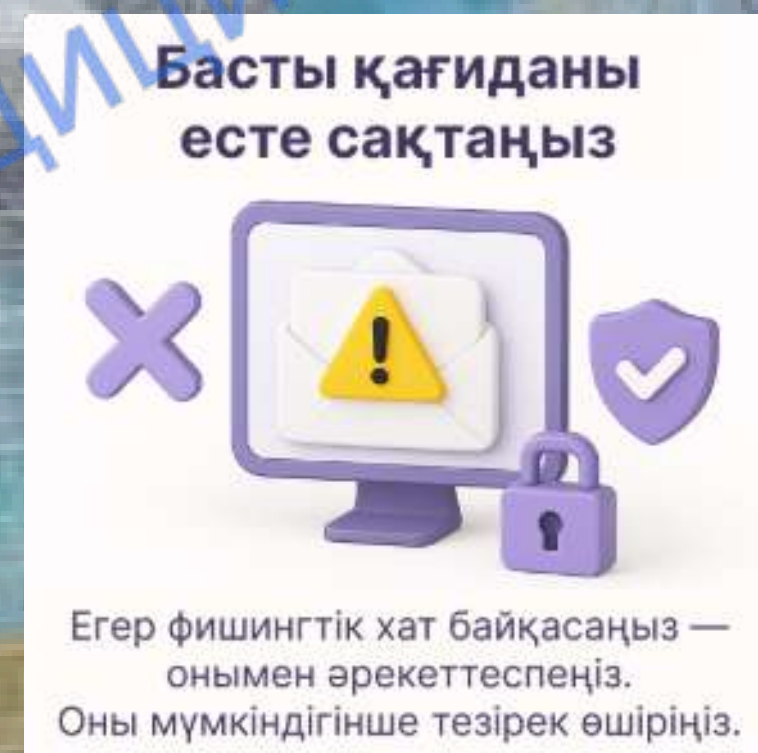 Басты қағиданы
есте сақтаңыз
Егер фишингтік хат байқасаңыз —
онымен әрекеттеспеңіз.
Оны мүмкіндігінше тезірек өшіріңіз.